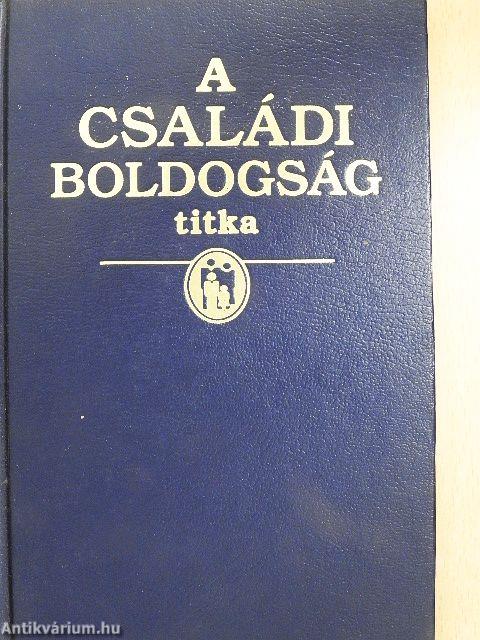 A
CSALÁDI
BOLDOGSÁG
titka
Antikvárium.hu